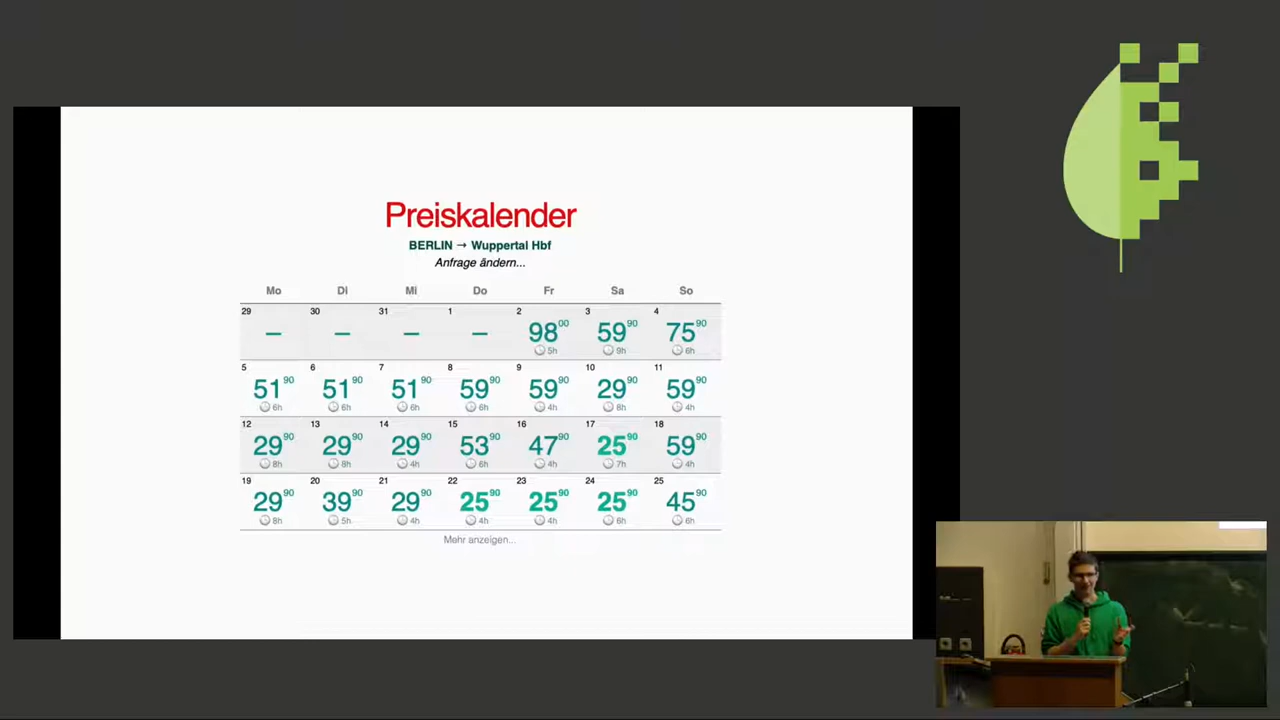 Preiskalender
BERLIN → Wuppertal Hbf
Anfrage ändern...
Mo Di Mi Do Fr Sa So
29 30 31 1 2 3 4
– – – – 98 00 59 90 75 90
5h 9h 6h
5 6 7 8 9 10 11
51 90 51 90 51 90 59 90 59 90 29 90 59 90
6h 6h 6h 6h 4h 8h 4h
12 13 14 15 16 17 18
29 90 29 90 29 90 53 90 47 90 25 90 59 90
8h 8h 4h 6h 4h 7h 4h
19 20 21 22 23 24 25
29 90 39 90 29 90 25 90 25 90 25 90 45 90
8h 5h 4h 4h 4h 6h 6h
Mehr anzeigen...